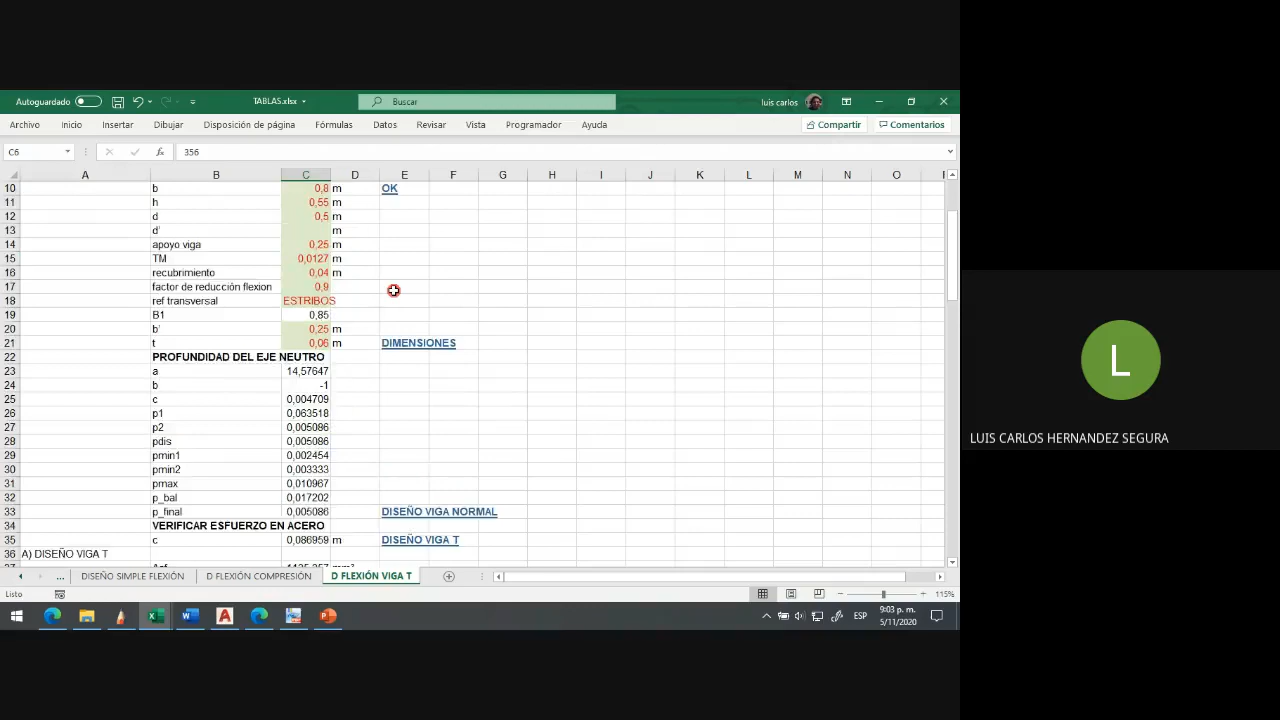 Autoguardado
TABLAS.xlsx
Buscar
luis carlos
Archivo Inicio Insertar Dibujar Disposición de página Fórmulas Datos Revisar Vista Programador Ayuda Compartir Comentarios
C6 fx 356
A B C D E F G H I J K L M N O
10 b 0,8 m OK
11 h 0,55 m
12 d 0,5 m
13 d' m
14 apoyo viga 0,25 m
15 TM 0,0127 m
16 recubrimiento 0,04 m
17 factor de reducción flexion 0,9
18 ref transversal ESTRIBOS
19 B1 0,85
20 b' 0,25 m
21 t 0,06 m DIMENSIONES
22 PROFUNDIDAD DEL EJE NEUTRO
23 a 14,57647
24 b -1
25 c 0,004709
26 p1 0,063518
27 p2 0,005086
28 pdis 0,005086
29 pmin1 0,002454
30 pmin2 0,003333
31 pmax 0,010967
32 p_bal 0,017202
33 p_final 0,005086 DISEÑO VIGA NORMAL
34 VERIFICAR ESFUERZO EN ACERO
35 c 0,086959 m DISEÑO VIGA T
36 A) DISEÑO VIGA T
... DISEÑO SIMPLE FLEXIÓN D FLEXIÓN COMPRESIÓN D FLEXIÓN VIGA T
Listo 115%
ESP
9:03 p. m.
5/11/2020
L
LUIS CARLOS HERNANDEZ SEGURA